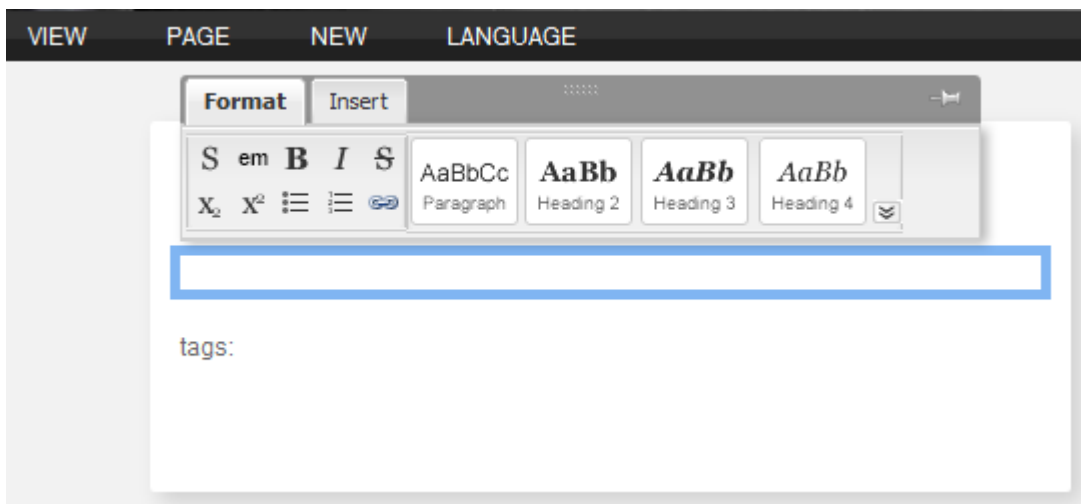 VIEW PAGE NEW LANGUAGE
Format Insert
S em B I S AaBbCc AaBb AaBb AaBb
X₂ X² Paragraph Heading 2 Heading 3 Heading 4
tags: